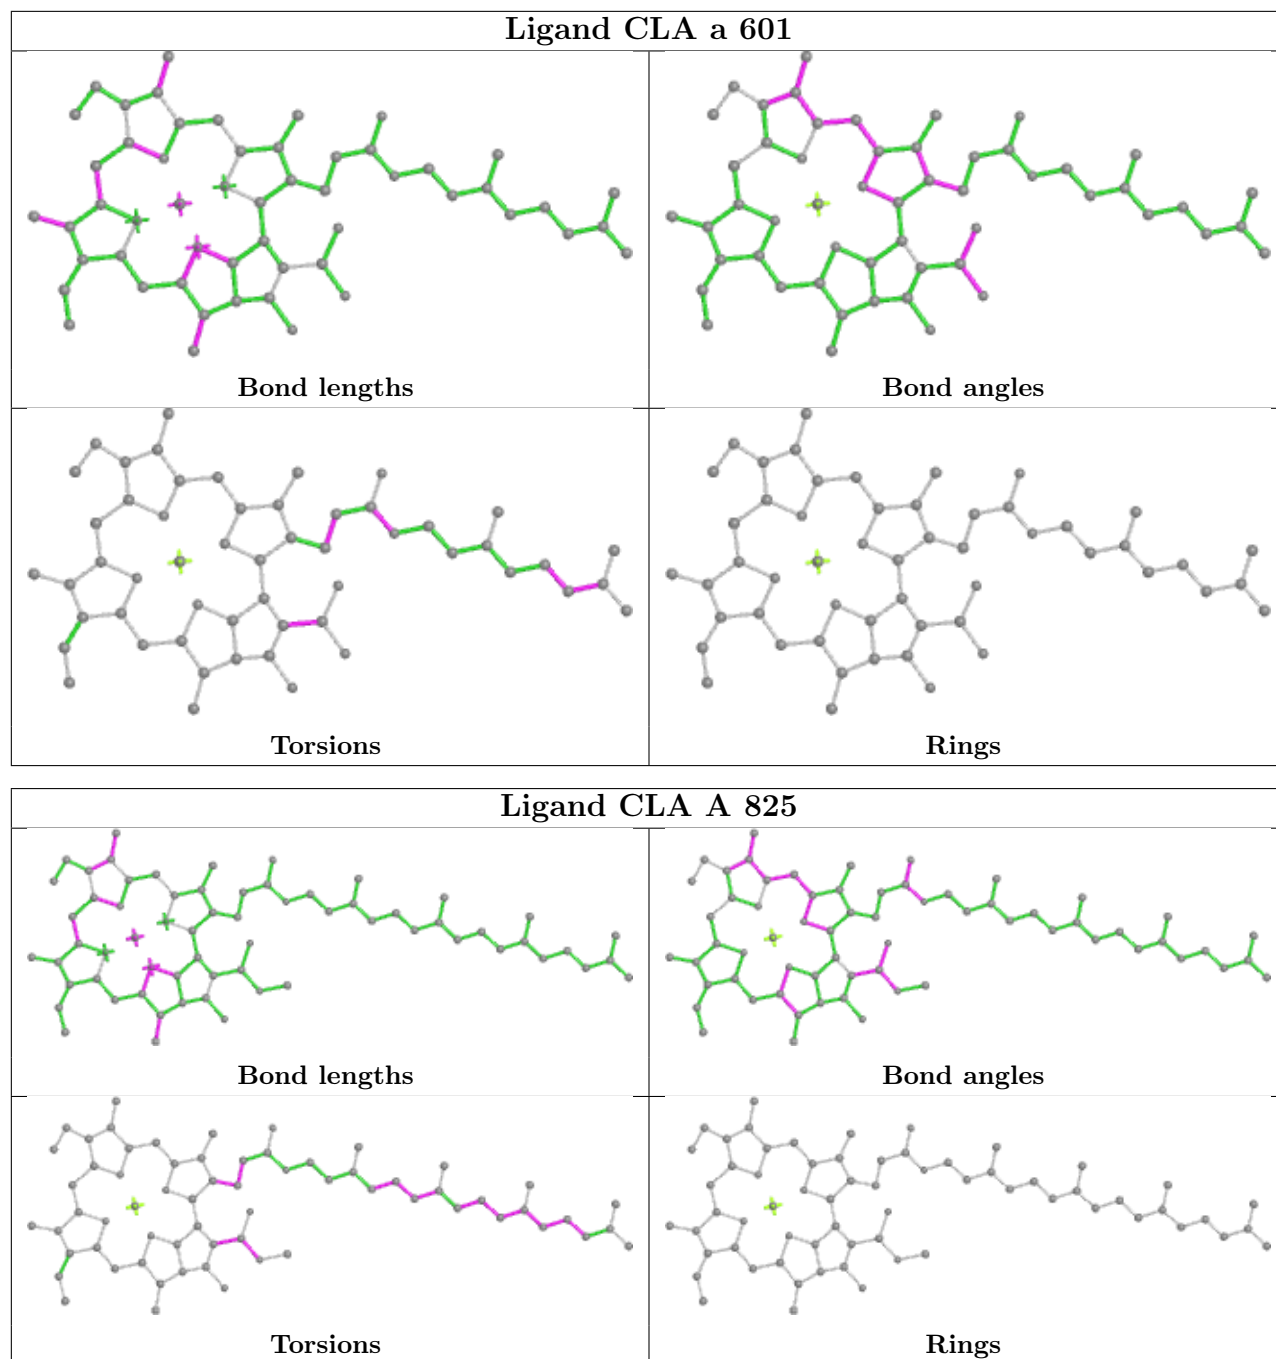 Ligand CLA a 601
Bond lengths
Bond angles
Torsions
Rings
Ligand CLA A 825
Bond lengths
Bond angles
Torsions
Rings